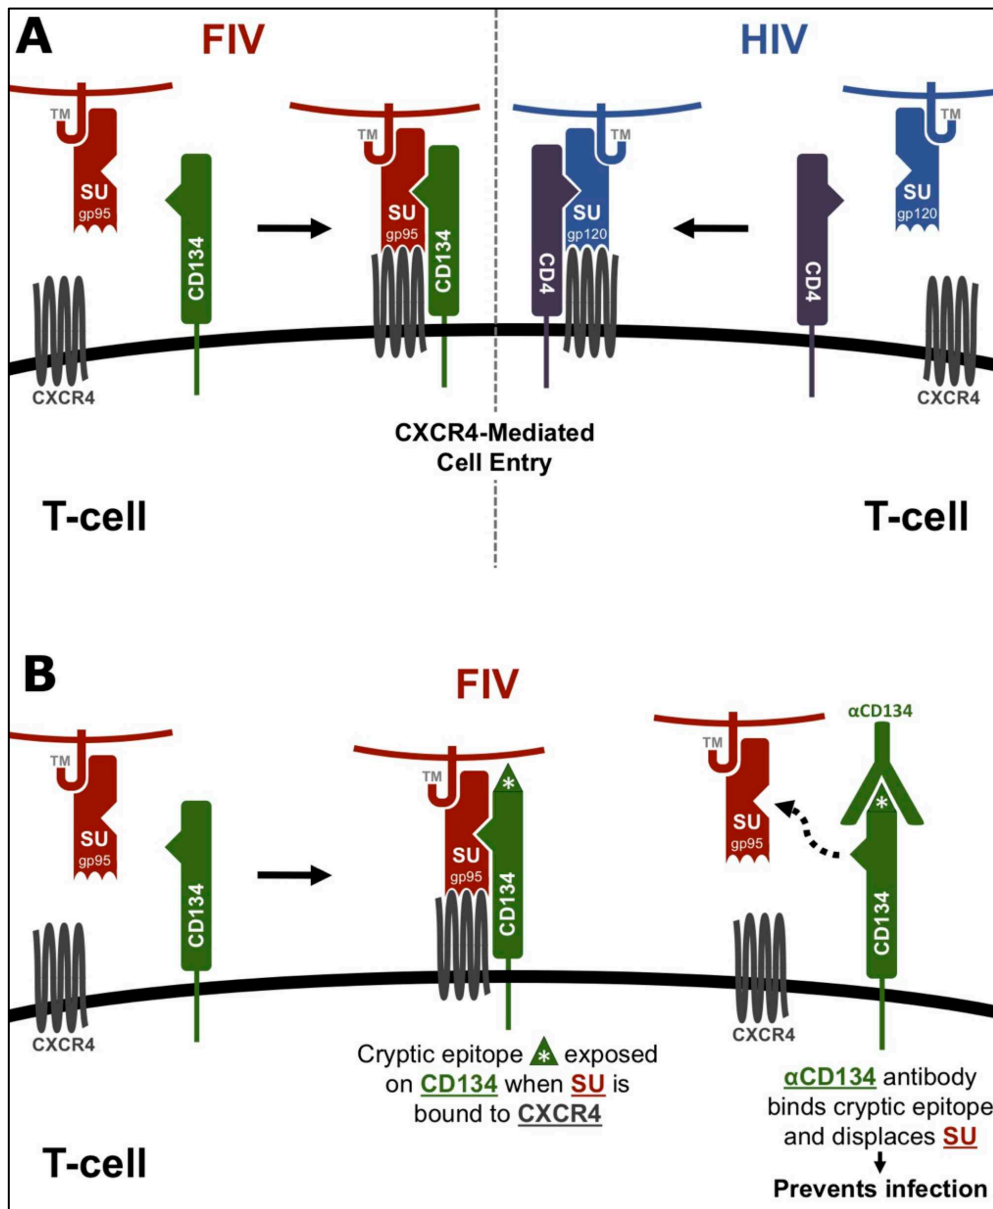 A
FIV
HIV
TM
SU
gp95
CD134
CXCR4
TM
SU
gp95
CD134
TM
SU
gp120
CD4
TM
SU
gp120
CD4
CXCR4
CXCR4-Mediated
Cell Entry
T-cell
T-cell
B
FIV
TM
SU
gp95
CD134
CXCR4
TM
SU
gp95
*
CD134
TM
SU
gp95
αCD134
*
CD134
CXCR4
Cryptic epitope * exposed
on CD134 when SU is
bound to CXCR4
αCD134 antibody
binds cryptic epitope
and displaces SU
Prevents infection
T-cell